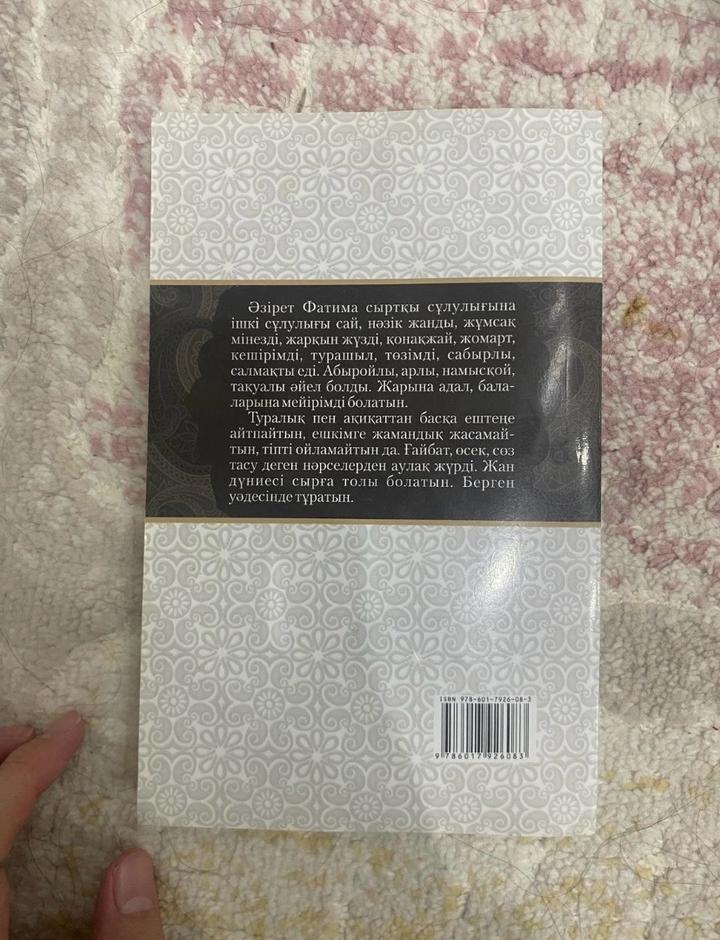 Әзірет Фатима сыртқы сұлулығына
ішкі сұлулығы сай, нәзік жанды, жұмсақ
мінезді, жарқын жүзді, қонақжай, жомарт,
кешірімді, турашыл, төзімді, сабырлы,
салмақты еді. Абыройлы, арлы, намысқой,
тақуалы әйел болды. Жарына адал, бала-
ларына мейірімді болатын.
Туралық пен ақиқаттан басқа ештеңе
айтпайтын, ешкімге жамандық жасамай-
тын, тіпті ойламайтын да. Ғайбат, өсек, сөз
тасу деген нәрселерден аулақ жүрді. Жан
дүниесі сырға толы болатын. Берген
уәдесінде тұратын.
ISBN 978-601-7926-08-3
9 786017 926083